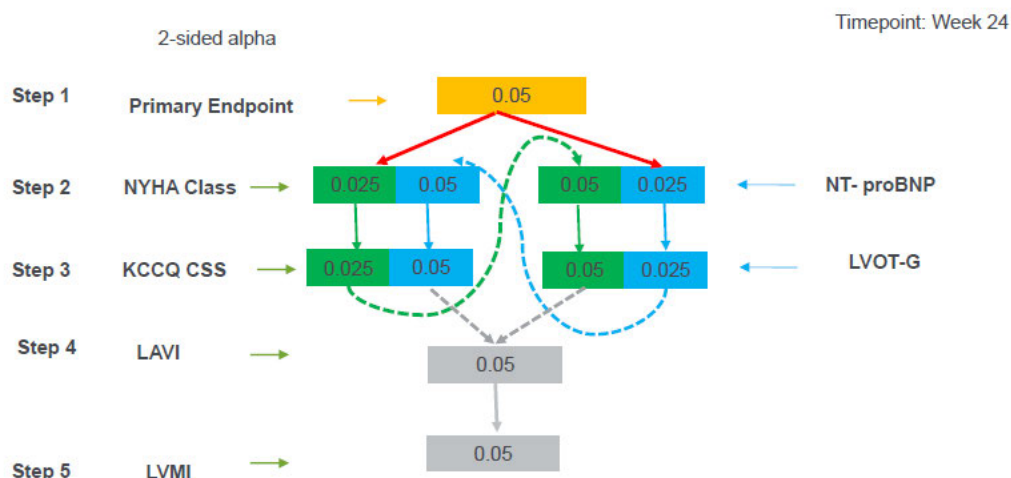 Timepoint: Week 24
2-sided alpha
Step 1 Primary Endpoint 0.05
Step 2 NYHA Class 0.025 0.05 0.05 0.025 NT- proBNP
Step 3 KCCQ CSS 0.025 0.05 0.05 0.025 LVOT-G
Step 4 LAVI 0.05
Step 5 LVMI 0.05